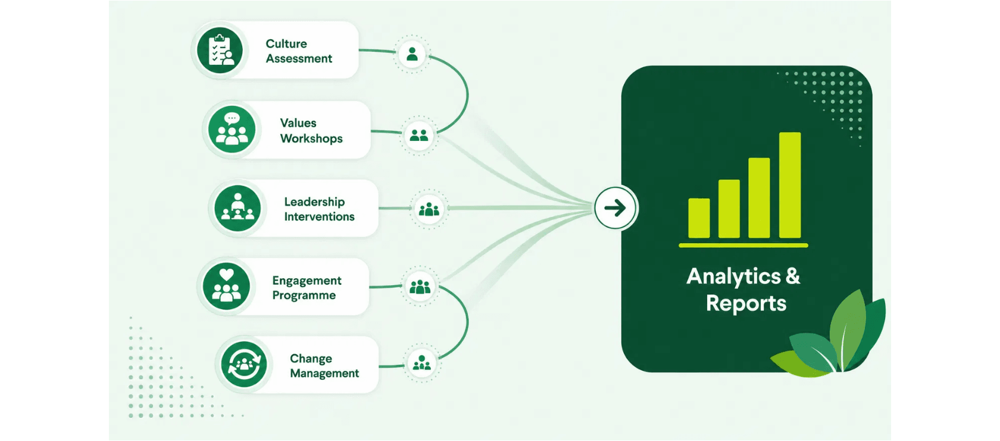 Culture
Assessment
Values
Workshops
Leadership
Interventions
Engagement
Programme
Change
Management
Analytics &
Reports